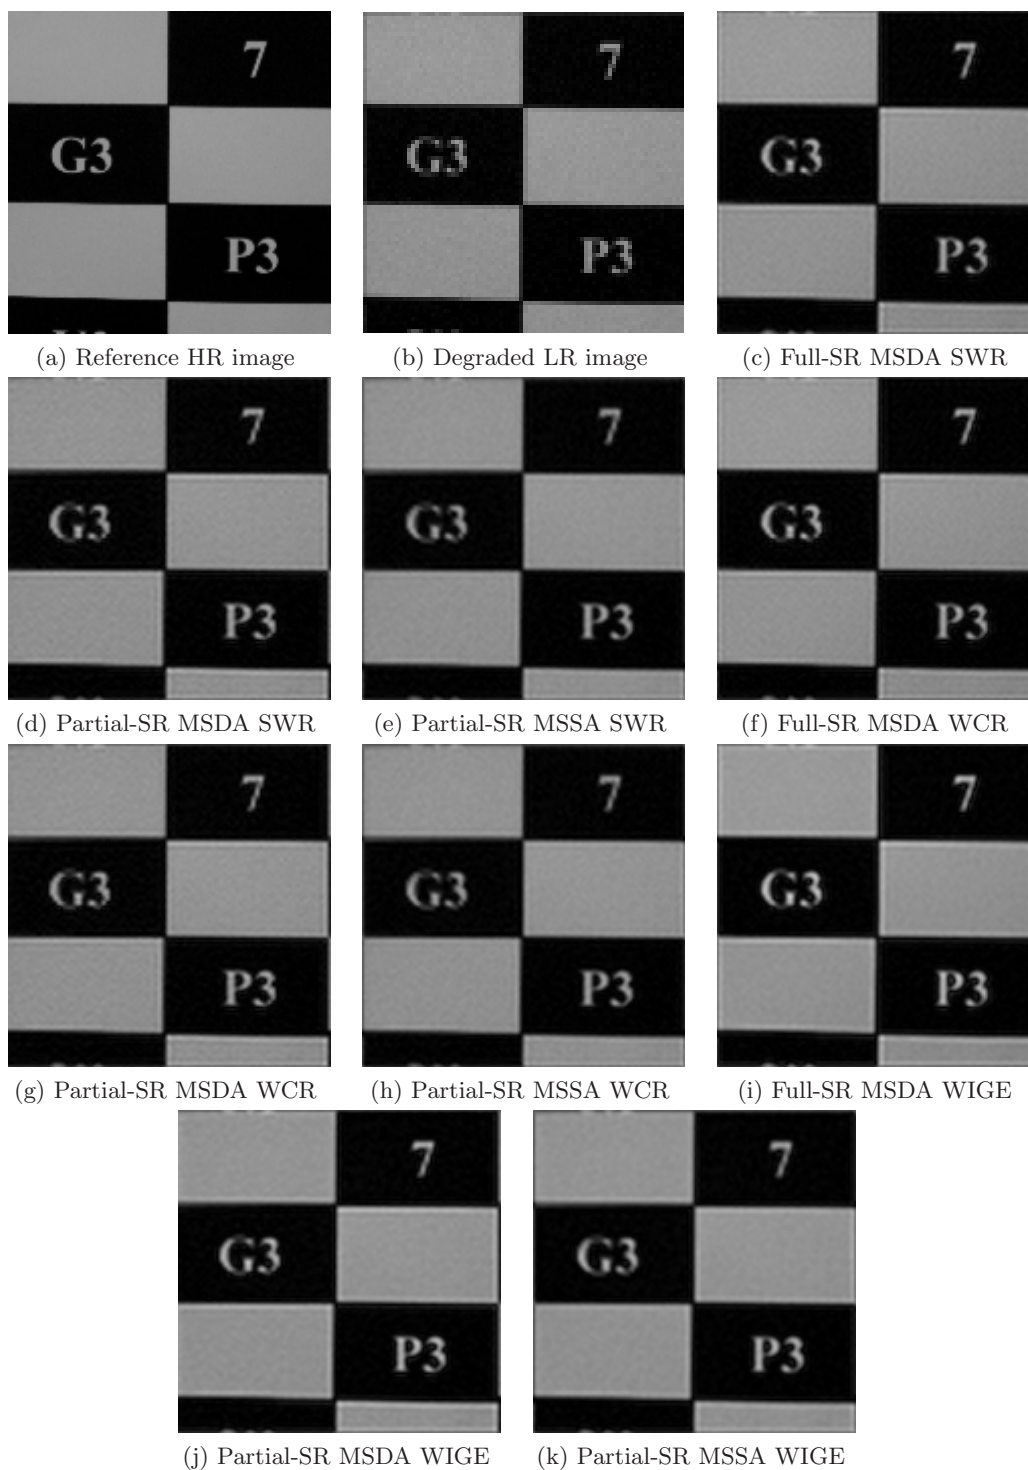 7
G3
P3
7
G3
P3
7
G3
P3
(a) Reference HR image
(b) Degraded LR image
(c) Full-SR MSDA SWR
7
G3
P3
7
G3
P3
7
G3
P3
(d) Partial-SR MSDA SWR
(e) Partial-SR MSSA SWR
(f) Full-SR MSDA WCR
7
G3
P3
7
G3
P3
7
G3
P3
(g) Partial-SR MSDA WCR
(h) Partial-SR MSSA WCR
(i) Full-SR MSDA WIGE
7
G3
P3
7
G3
P3
(j) Partial-SR MSDA WIGE
(k) Partial-SR MSSA WIGE